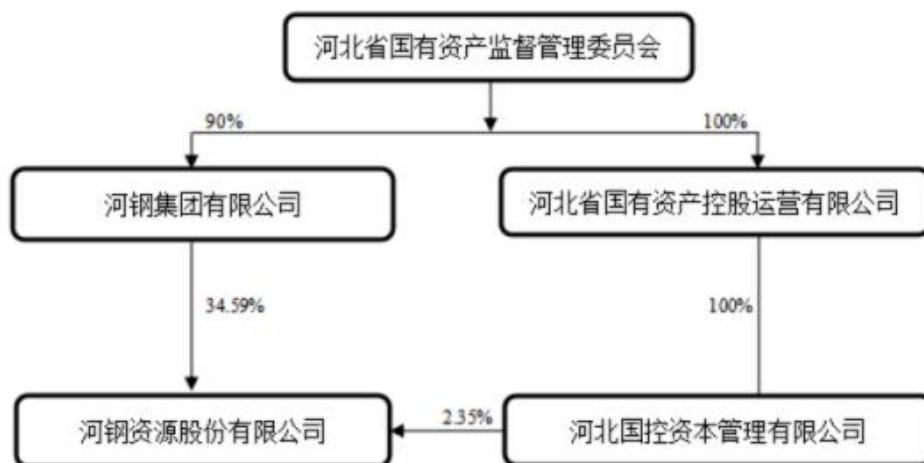 河北省国有资产监督管理委员会
90%
100%
河钢集团有限公司
河北省国有资产控股运营有限公司
34.59%
100%
河钢资源股份有限公司
2.35%
河北国控资本管理有限公司